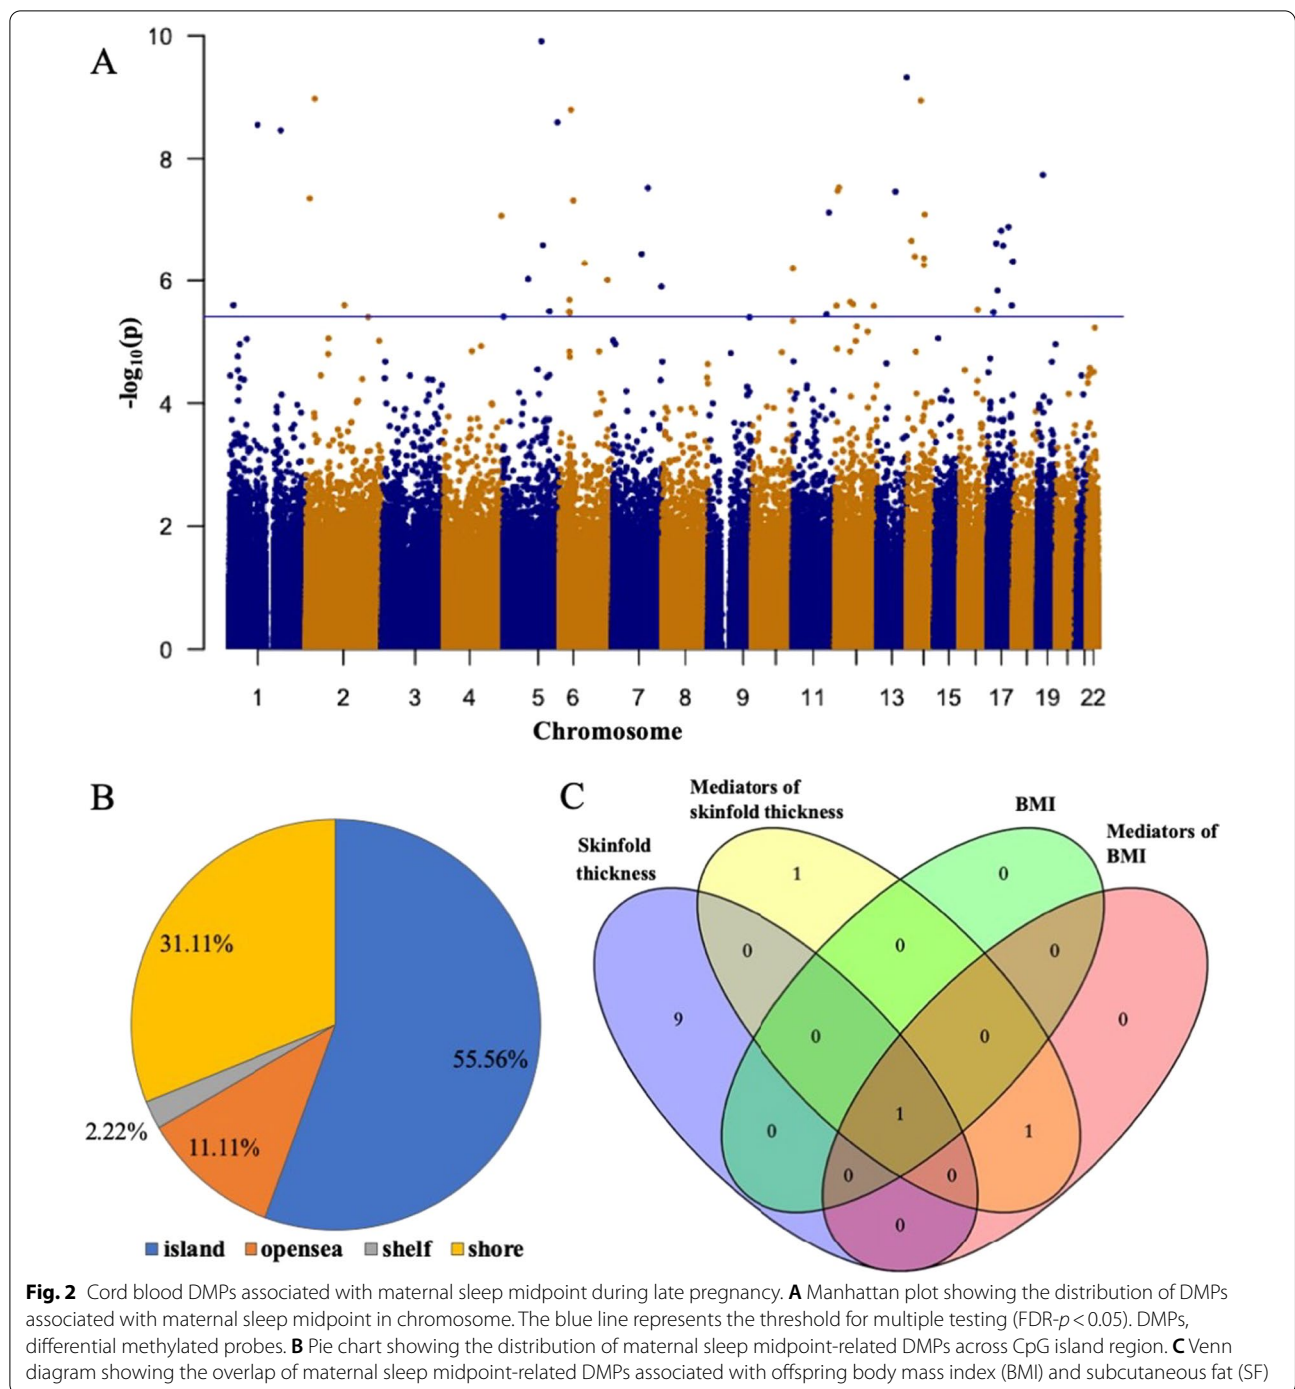 A
10
8
6
4
2
0
-log10(p)
1 2 3 4 5 6 7 8 9 11 13 15 17 19 22
Chromosome
B
31.11%
55.56%
2.22%
11.11%
island opensea shelf shore
C
Mediators of
skinfold thickness
BMI
Mediators of
BMI
Skinfold
thickness
1
0
0
0
0
9
0
0
0
1
0
1
0
0
0
Fig. 2 Cord blood DMPs associated with maternal sleep midpoint during late pregnancy. A Manhattan plot showing the distribution of DMPs
associated with maternal sleep midpoint in chromosome. The blue line represents the threshold for multiple testing (FDR-p < 0.05). DMPs,
differential methylated probes. B Pie chart showing the distribution of maternal sleep midpoint-related DMPs across CpG island region. C Venn
diagram showing the overlap of maternal sleep midpoint-related DMPs associated with offspring body mass index (BMI) and subcutaneous fat (SF)